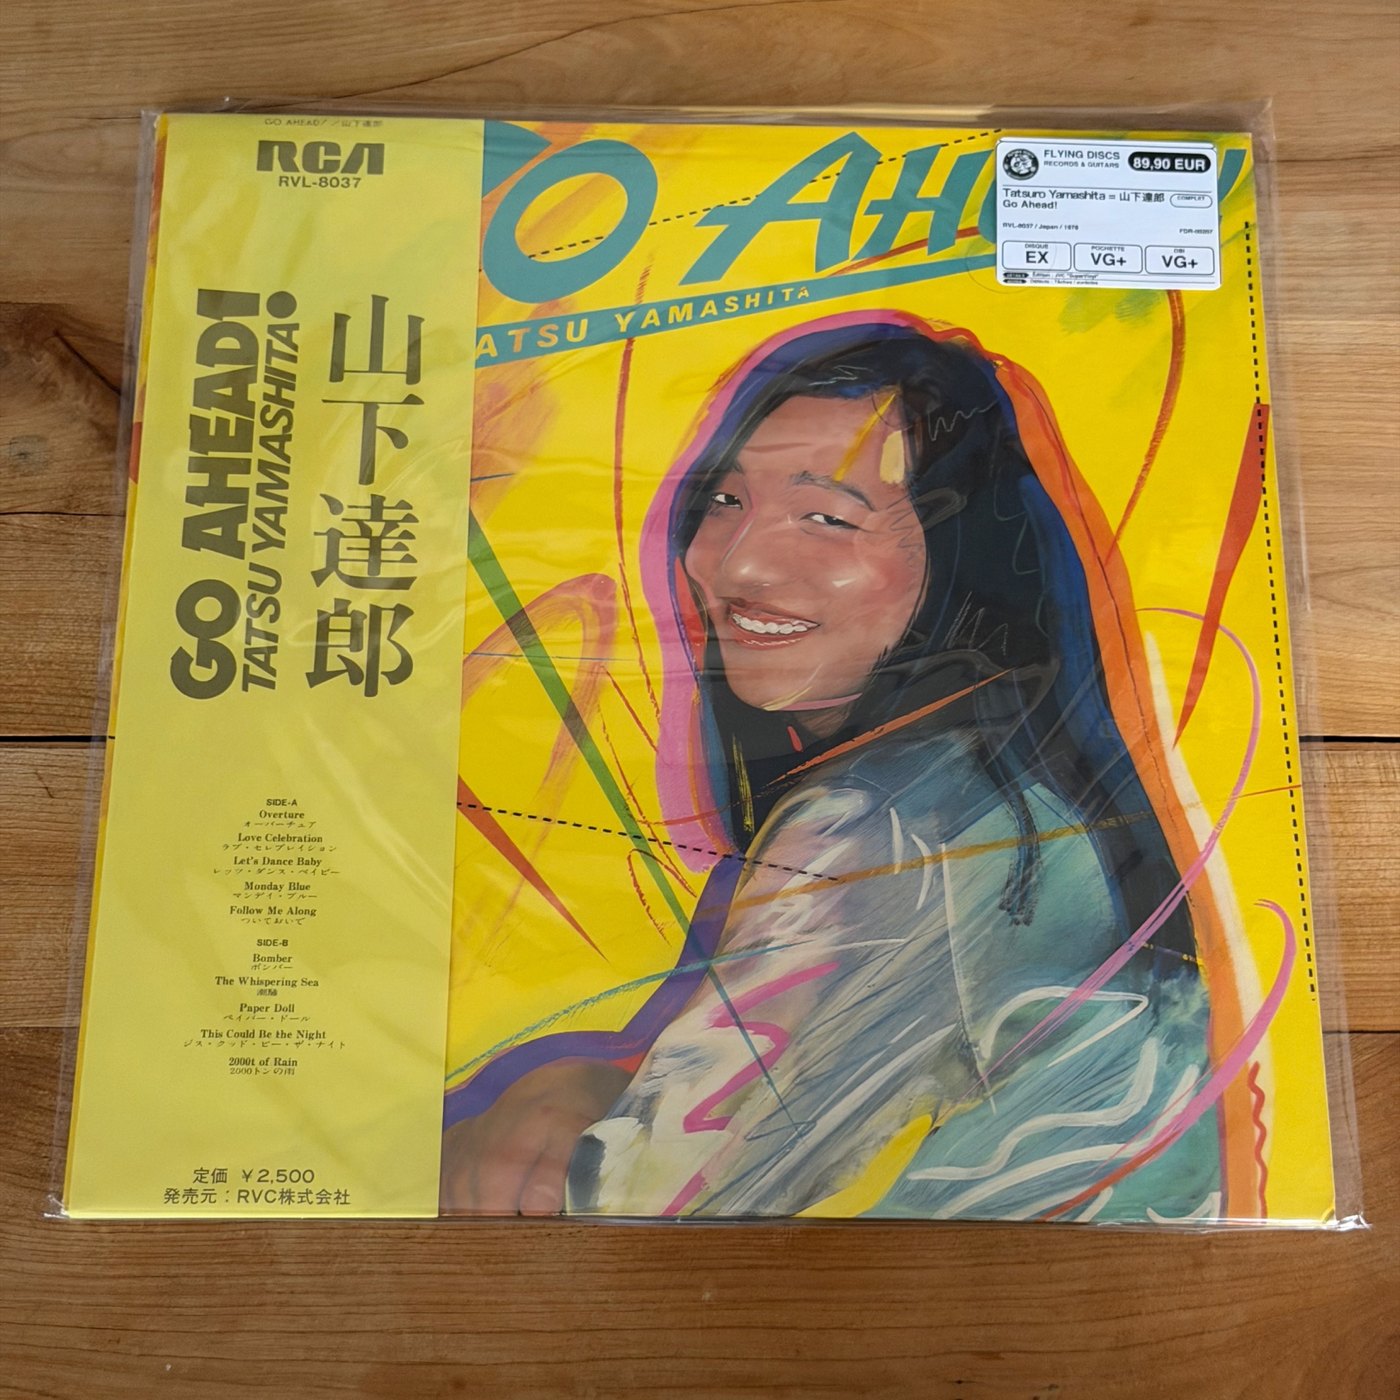 GO AHEAD! / 山下達郎
RCA
RVL-8037
GO AHEAD!
TATSU YAMASHITA
山下達郎
SIDE-A
Overture
オーバーチュア
Love Celebration
ラブ・セレブレイション
Let's Dance Baby
レッツ・ダンス・ベイビー
Monday Blue
マンデイ・ブルー
Follow Me Along
ついておいで
SIDE-B
Bomber
ボンバー
The Whispering Sea
潮騒
Paper Doll
ペイパー・ドール
This Could Be the Night
ジス・クッド・ビー・ザ・ナイト
2000t of Rain
2000トンの雨
定価 ￥2,500
発売元：RVC株式会社
O AH
ATSU YAMASHITA
FLYING DISCS
RECORDS & GUITARS
89,90 EUR
Tatsuro Yamashita = 山下達郎
Go Ahead!
COMPLET
RVL-8037 / Japan / 1978
DISQUE
EX
POCHETTE
VG+
OBI
VG+